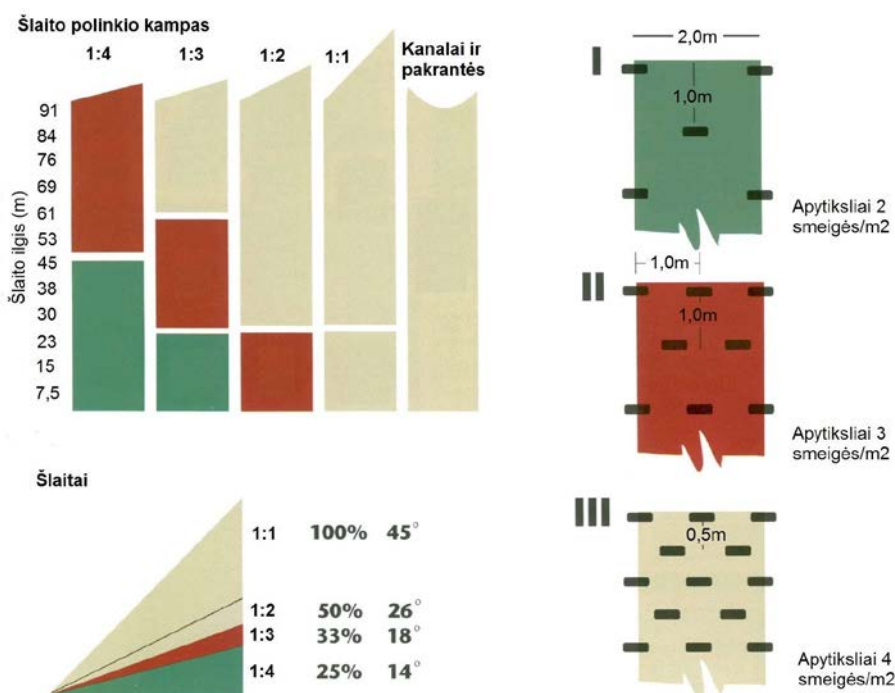 Šlaito polinkio kampas
1:4 1:3 1:2 1:1 Kanalai ir
pakrantės
Šlaito ilgis (m)
91
84
76
69
61
53
45
38
30
23
15
7,5
Šlaitai
1:1 100% 45°
1:2 50% 26°
1:3 33% 18°
1:4 25% 14°
I
2,0m
1,0m
Apytiksliai 2
smeigės/m2
1,0m
II
1,0m
Apytiksliai 3
smeigės/m2
III
0,5m
Apytiksliai 4
smeigės/m2